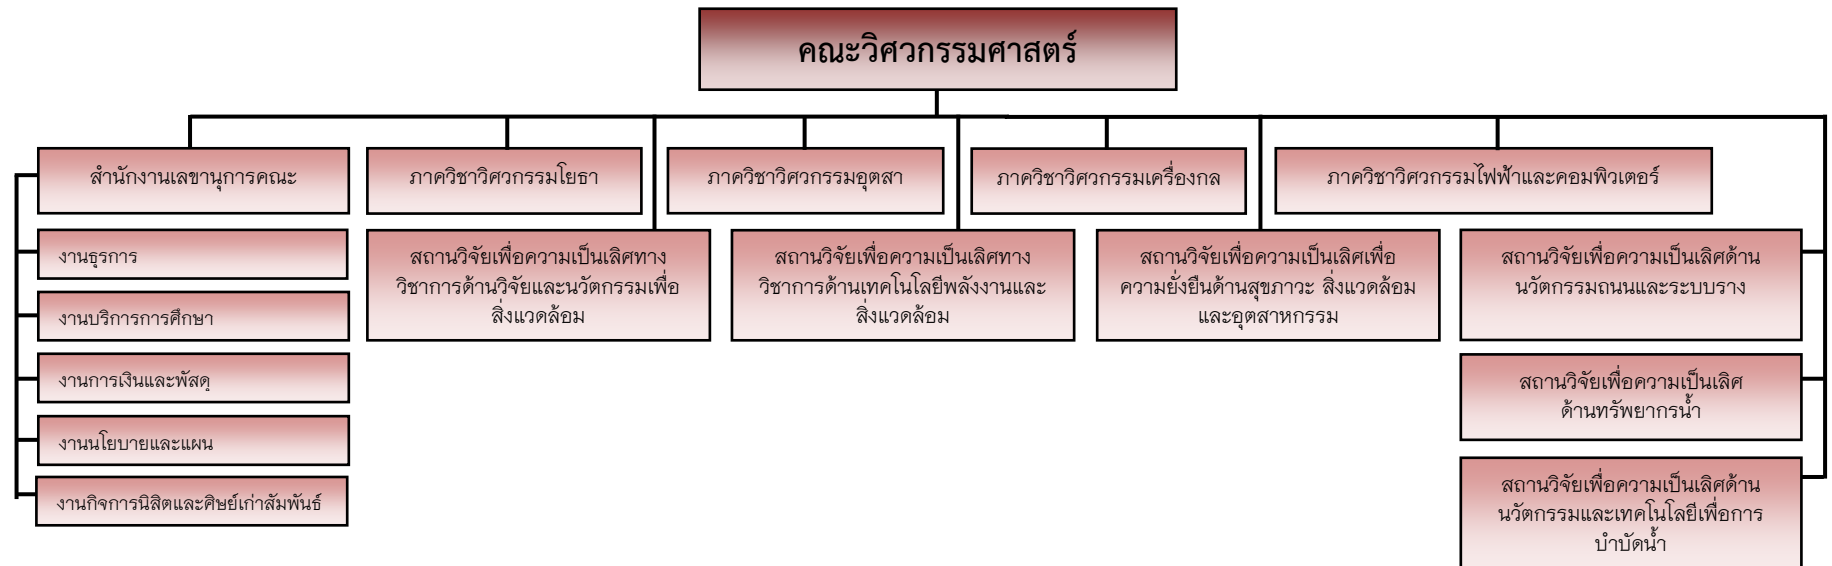 คณะวิศวกรรมศาสตร์
สำนักงานเลขานุการคณะ
ภาควิชาวิศวกรรมโยธา
ภาควิชาวิศวกรรมอุตสา
ภาควิชาวิศวกรรมเครื่องกล
ภาควิชาวิศวกรรมไฟฟ้าและคอมพิวเตอร์
งานธุรการ
งานบริการการศึกษา
งานการเงินและพัสดุ
งานนโยบายและแผน
งานกิจการนิสิตและศิษย์เก่าสัมพันธ์
สถานวิจัยเพื่อความเป็นเลิศทาง
วิชาการด้านวิจัยและนวัตกรรมเพื่อ
สิ่งแวดล้อม
สถานวิจัยเพื่อความเป็นเลิศทาง
วิชาการด้านเทคโนโลยีพลังงานและ
สิ่งแวดล้อม
สถานวิจัยเพื่อความเป็นเลิศเพื่อ
ความยั่งยืนด้านสุขภาวะ สิ่งแวดล้อม
และอุตสาหกรรม
สถานวิจัยเพื่อความเป็นเลิศด้าน
นวัตกรรมถนนและระบบราง
สถานวิจัยเพื่อความเป็นเลิศ
ด้านทรัพยากรน้ำ
สถานวิจัยเพื่อความเป็นเลิศด้าน
นวัตกรรมและเทคโนโลยีเพื่อการ
บำบัดน้ำ